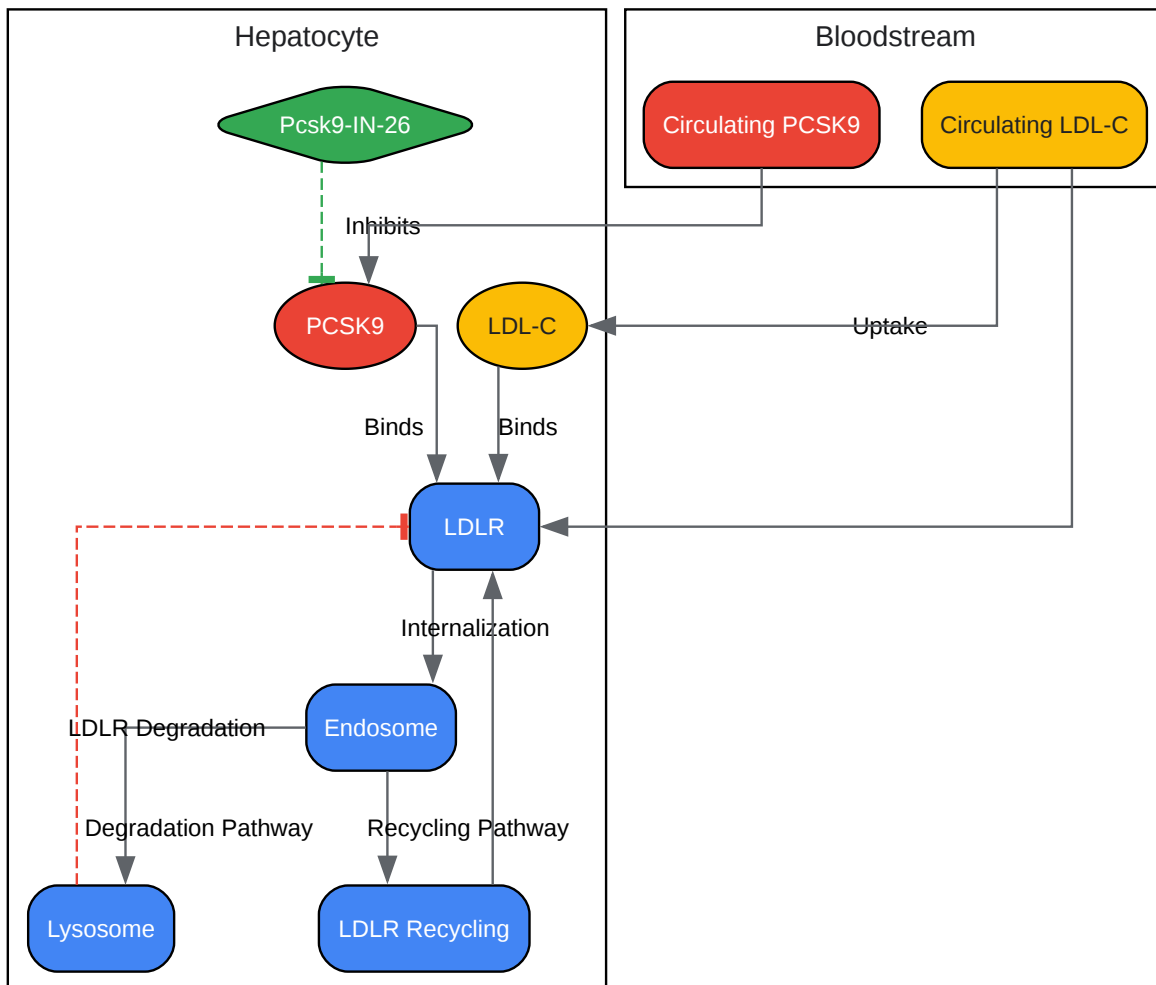 Hepatocyte
Bloodstream
Pcsk9-IN-26
Circulating PCSK9
Circulating LDL-C
Inhibits
PCSK9
LDL-C
Uptake
Binds
Binds
LDLR
Internalization
LDLR Degradation
Endosome
Degradation Pathway
Recycling Pathway
Lysosome
LDLR Recycling